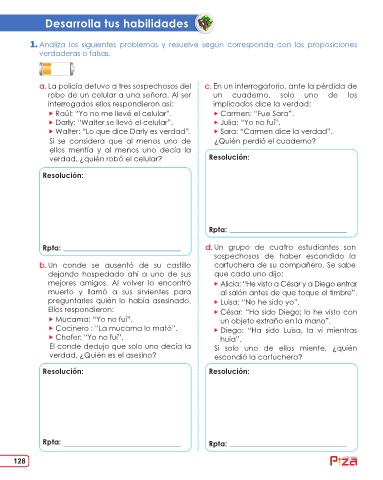 Desarrolla tus habilidades
1. Analiza los siguientes problemas y resuelve según corresponda con las proposiciones
verdaderas o falsas.
a. La policía detuvo a tres sospechosos del
robo de un celular a una señora. Al ser
interrogados ellos respondieron así:
▸ Raúl: "Yo no me llevé el celular".
▸ Darly: "Walter se llevó el celular".
▸ Walter: "Lo que dice Darly es verdad".
Si se considera que al menos uno de
ellos mentía y al menos uno decía la
verdad, ¿quién robó el celular?
Resolución:
Rpta:
b. Un conde se ausentó de su castillo
dejando hospedado ahí a uno de sus
mejores amigos. Al volver lo encontró
muerto y llamó a sus sirvientes para
preguntarles quién lo había asesinado.
Ellos respondieron:
▸ Mucama: "Yo no fui".
▸ Cocinero : "La mucama lo mató".
▸ Chofer: "Yo no fui".
El conde dedujo que solo uno decía la
verdad. ¿Quién es el asesino?
Resolución:
Rpta:
c. En un interrogatorio, ante la pérdida de
un cuaderno, solo uno de los
implicados dice la verdad:
▸ Carmen: "Fue Sara".
▸ Julia: "Yo no fui".
▸ Sara: "Carmen dice la verdad".
¿Quién perdió el cuaderno?
Resolución:
Rpta:
d. Un grupo de cuatro estudiantes son
sospechosos de haber escondido la
cartuchera de su compañero. Se sabe
que cada uno dijo:
▸ Alicia: "He visto a César y a Diego entrar
al salón antes de que toque el timbre".
▸ Luisa: "No he sido yo".
▸ César: "Ha sido Diego; lo he visto con
un objeto extraño en la mano".
▸ Diego: "Ha sido Luisa, la vi mientras
huía".
Si solo uno de ellos miente, ¿quién
escondió la cartuchera?
Resolución:
Rpta:
128